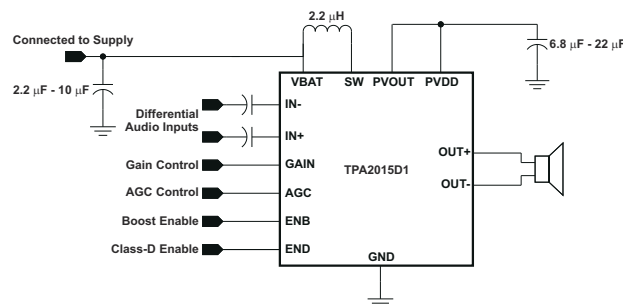 2.2 μH
Connected to Supply
6.8 μF - 22 μF
2.2 μF - 10 μF
VBAT SW PVOUT PVDD
Differential
Audio Inputs
IN-
IN+
Gain Control
GAIN
TPA2015D1
OUT+
AGC Control
AGC
OUT-
Boost Enable
ENB
Class-D Enable
END
GND